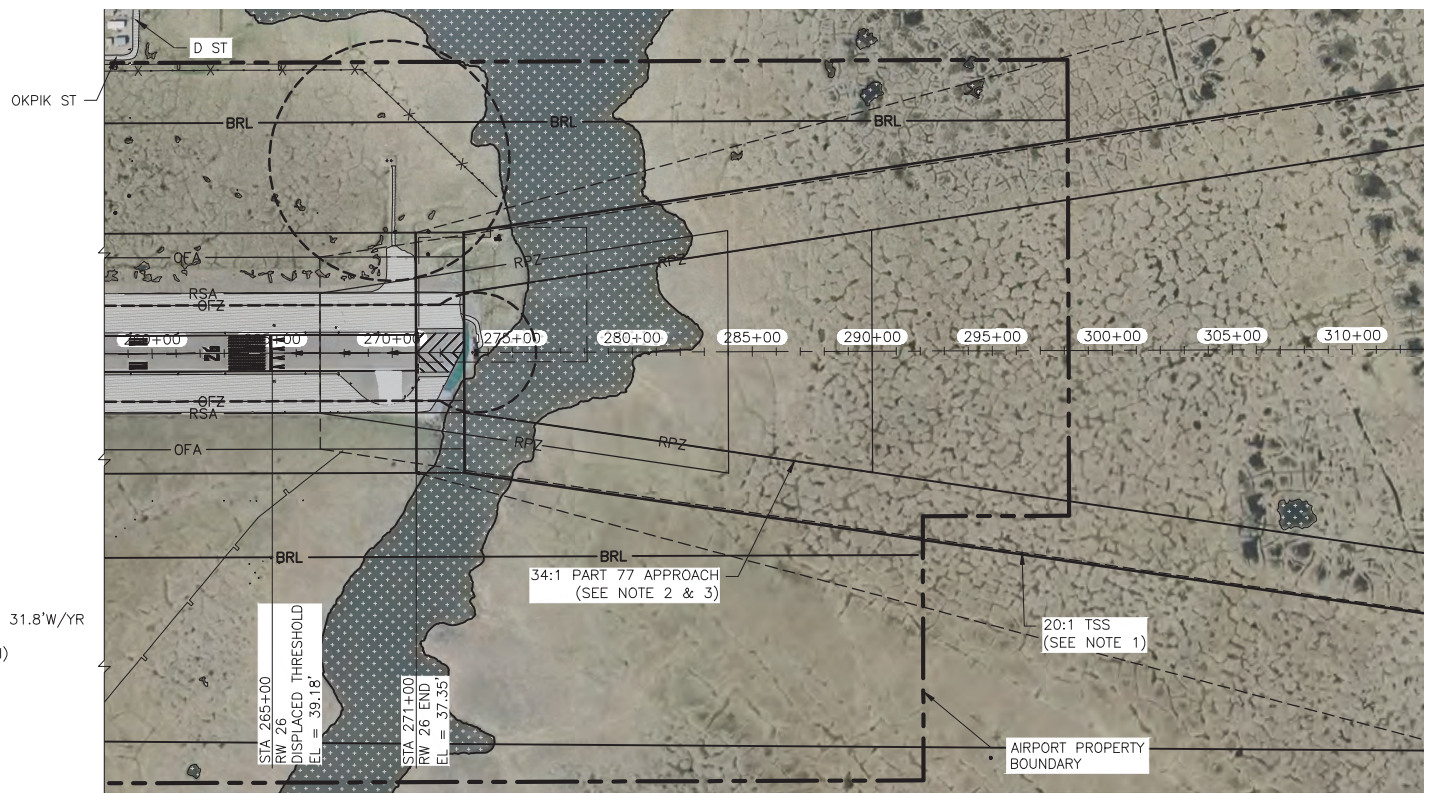 D ST
OKPIK ST
BRL
BRL
BRL
OFA
RPZ
RPZ
RSA
OFZ
26
270+00
275+00
280+00
285+00
290+00
295+00
300+00
305+00
310+00
OFZ
RSA
OFA
RPZ
RPZ
BRL
BRL
34:1 PART 77 APPROACH
(SEE NOTE 2 & 3)
20:1 TSS
(SEE NOTE 1)
31.8'W/YR
STA 265+00
RW 26
DISPLACED THRESHOLD
EL = 39.18'
STA 271+00
RW 26 END
EL = 37.35'
AIRPORT PROPERTY
BOUNDARY